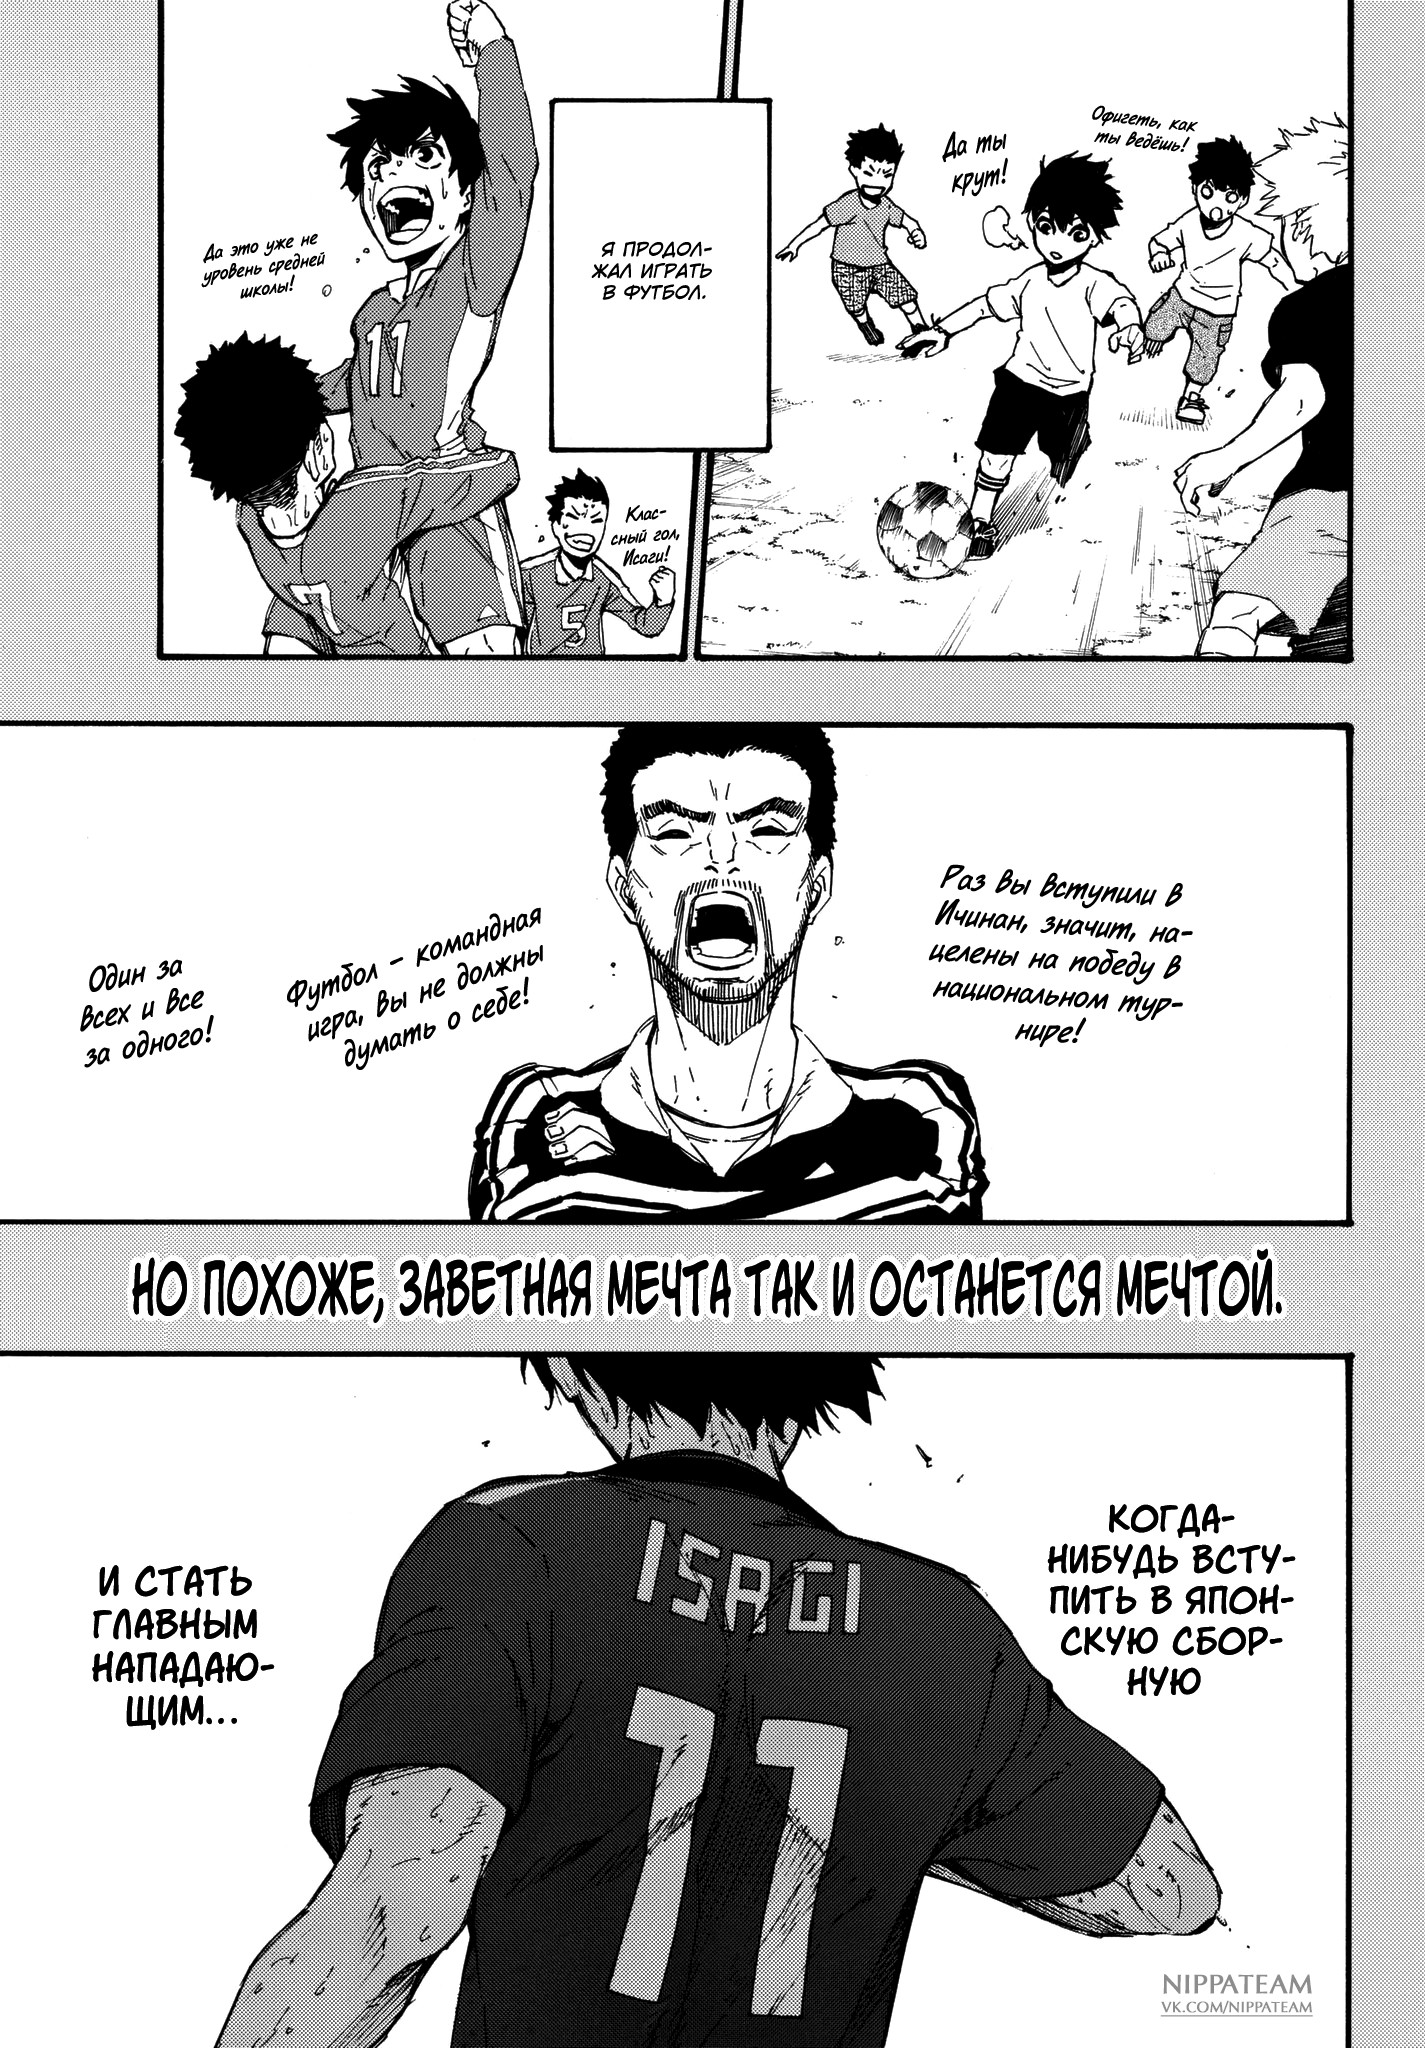 Офигеть, как
ты ведёшь!
Да ты
крут!
Я ПРОДОЛ-
ЖАЛ ИГРАТЬ
В ФУТБОЛ.
Да это уже не
уровень средней
школы!
11
7
Клас-
сный гол,
Исаги!
5
Раз вы вступили в
Ичинан, значит, на-
целены на победу в
национальном тур-
нире!
Футбол – командная
игра, вы не должны
думать о себе!
Один за
всех и все
за одного!
НО ПОХОЖЕ, ЗАВЕТНАЯ МЕЧТА ТАК И ОСТАНЕТСЯ МЕЧТОЙ.
КОГДА-
НИБУДЬ ВСТУ-
ПИТЬ В ЯПОН-
СКУЮ СБОР-
НУЮ
ISAGI
11
И СТАТЬ
ГЛАВНЫМ
НАПАДАЮ-
ЩИМ...
NIPPATEAM
VK.COM/NIPPATEAM